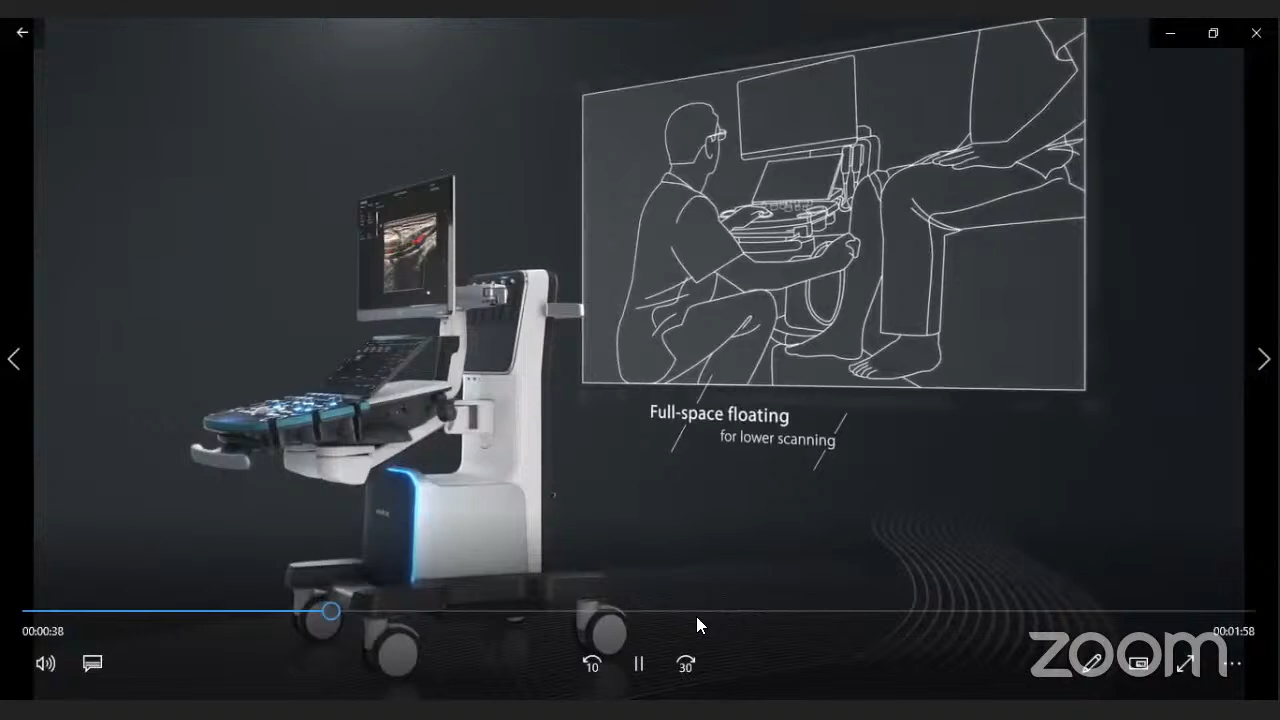 Full-space floating
for lower scanning
00:00:38
00:01:58
10
30
zoom